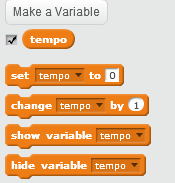 Make a Variable
tempo
set tempo to 0
change tempo by 1
show variable tempo
hide variable tempo